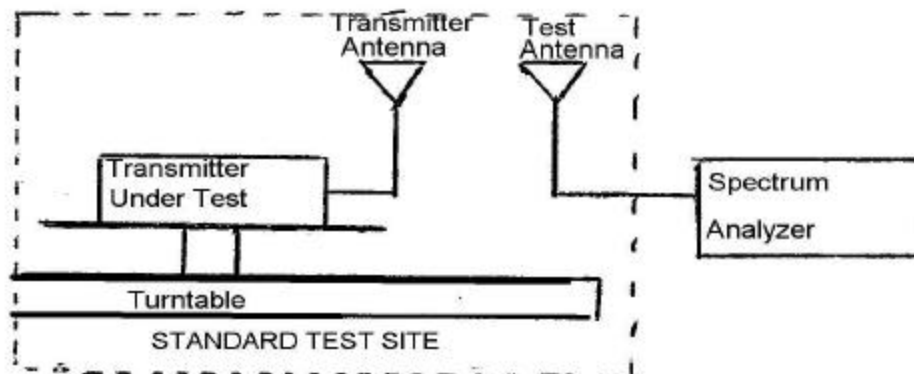 Transmitter
Antenna
Test
Antenna
Transmitter
Under Test
Spectrum
Analyzer
Turntable
STANDARD TEST SITE